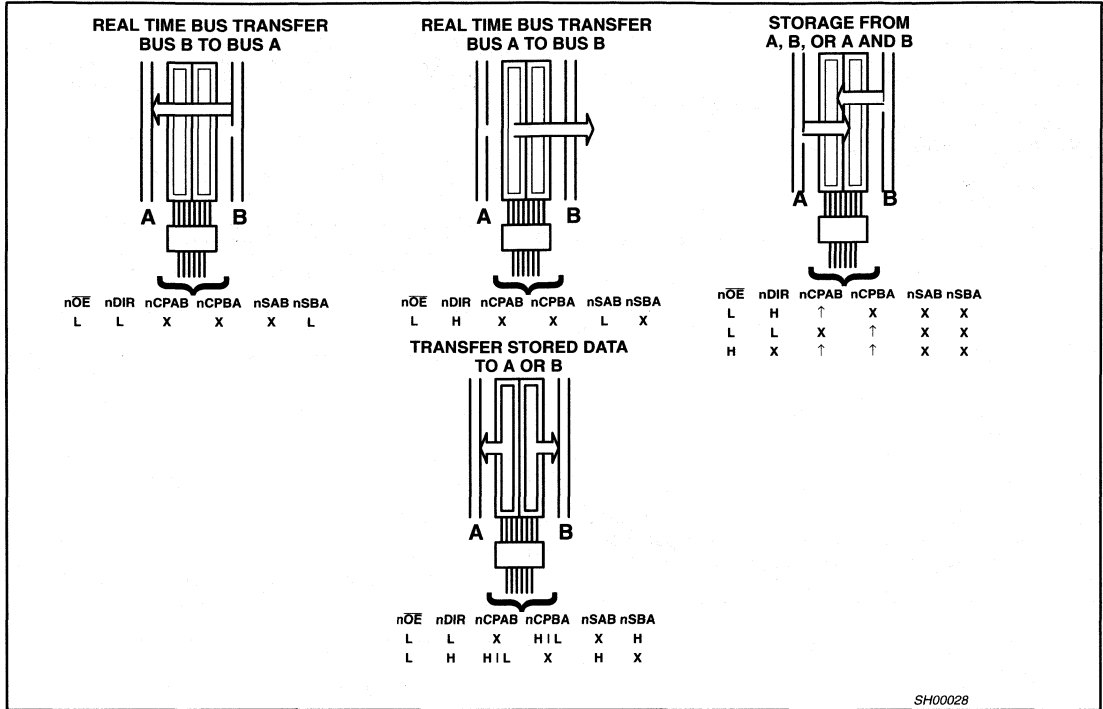 REAL TIME BUS TRANSFER
BUS B TO BUS A
A B
nOE nDIR nCPAB nCPBA nSAB nSBA
L L X X X L
REAL TIME BUS TRANSFER
BUS A TO BUS B
A B
nOE nDIR nCPAB nCPBA nSAB nSBA
L H X X L X
STORAGE FROM
A, B, OR A AND B
A B
nOE nDIR nCPAB nCPBA nSAB nSBA
L H ↑ X X X
L L X ↑ X X
H X ↑ ↑ X X
TRANSFER STORED DATA
TO A OR B
A B
nOE nDIR nCPAB nCPBA nSAB nSBA
L L X H|L X H
L H H|L X H X
SH00028